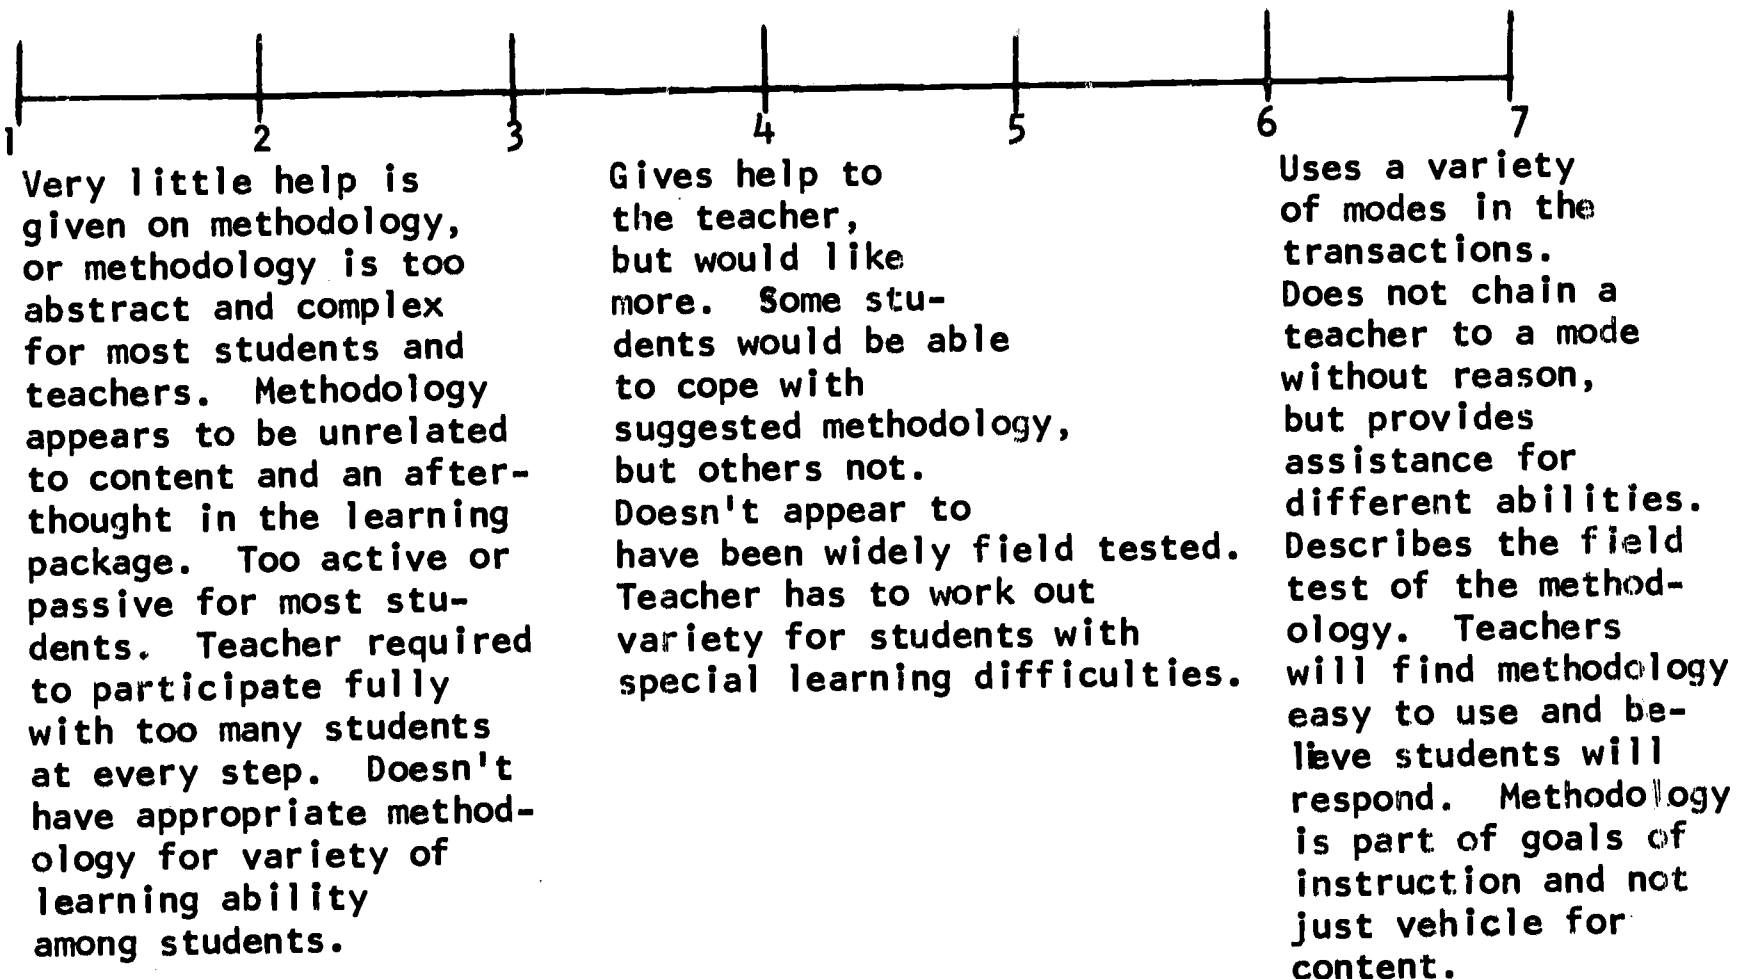 1 2 3 4 5 6 7
Very little help is
given on methodology,
or methodology is too
abstract and complex
for most students and
teachers. Methodology
appears to be unrelated
to content and an after-
thought in the learning
package. Too active or
passive for most stu-
dents. Teacher required
to participate fully
with too many students
at every step. Doesn't
have appropriate method-
ology for variety of
learning ability
among students.
Gives help to
the teacher,
but would like
more. Some stu-
dents would be able
to cope with
suggested methodology,
but others not.
Doesn't appear to
have been widely field tested.
Teacher has to work out
variety for students with
special learning difficulties.
Uses a variety
of modes in the
transactions.
Does not chain a
teacher to a mode
without reason,
but provides
assistance for
different abilities.
Describes the field
test of the method-
ology. Teachers
will find methodology
easy to use and be-
lieve students will
respond. Methodology
is part of goals of
instruction and not
just vehicle for
content.